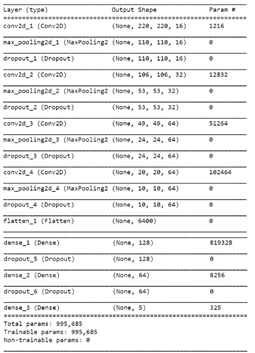 Layer (type) Output Shape Param #
conv2d_1 (Conv2D) (None, 220, 220, 16) 1216
max_pooling2d_1 (MaxPooling2 (None, 110, 110, 16) 0
dropout_1 (Dropout) (None, 110, 110, 16) 0
conv2d_2 (Conv2D) (None, 106, 106, 32) 12832
max_pooling2d_2 (MaxPooling2 (None, 53, 53, 32) 0
dropout_2 (Dropout) (None, 53, 53, 32) 0
conv2d_3 (Conv2D) (None, 49, 49, 64) 51264
max_pooling2d_3 (MaxPooling2 (None, 24, 24, 64) 0
dropout_3 (Dropout) (None, 24, 24, 64) 0
conv2d_4 (Conv2D) (None, 20, 20, 64) 102464
max_pooling2d_4 (MaxPooling2 (None, 10, 10, 64) 0
dropout_4 (Dropout) (None, 10, 10, 64) 0
flatten_1 (Flatten) (None, 6400) 0
dense_1 (Dense) (None, 128) 819328
dropout_5 (Dropout) (None, 128) 0
dense_2 (Dense) (None, 64) 8256
dropout_6 (Dropout) (None, 64) 0
dense_3 (Dense) (None, 5) 325
Total params: 995,685
Trainable params: 995,685
Non-trainable params: 0